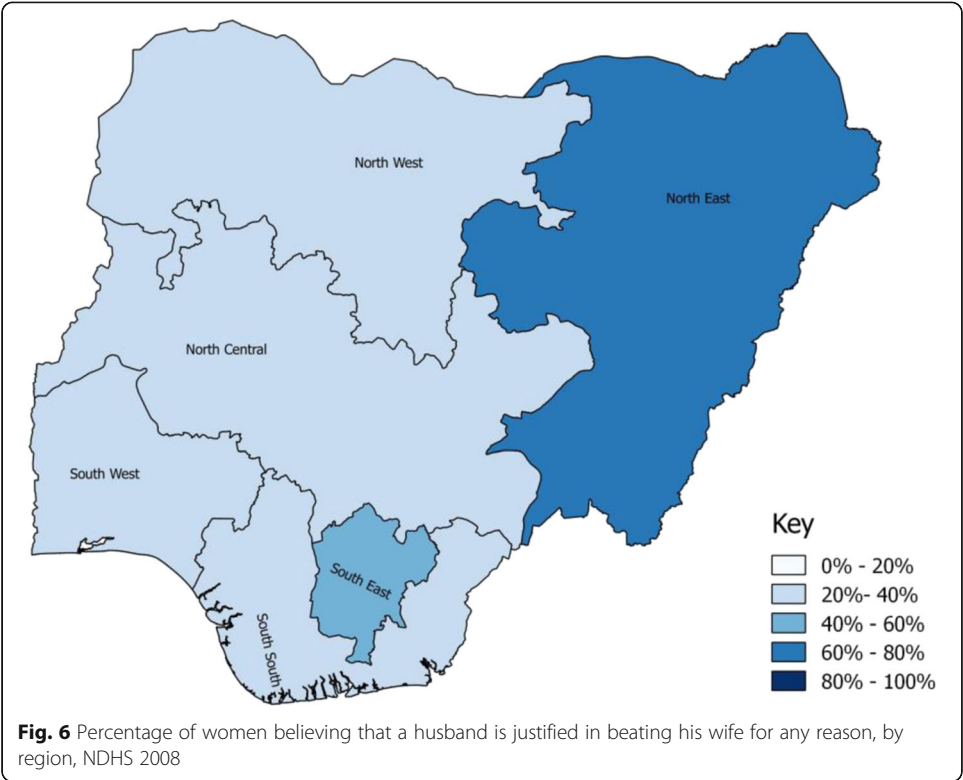 North West
North East
North Central
South West
South East
South South
Key
0% - 20%
20%- 40%
40% - 60%
60% - 80%
80% - 100%
Fig. 6 Percentage of women believing that a husband is justified in beating his wife for any reason, by
region, NDHS 2008